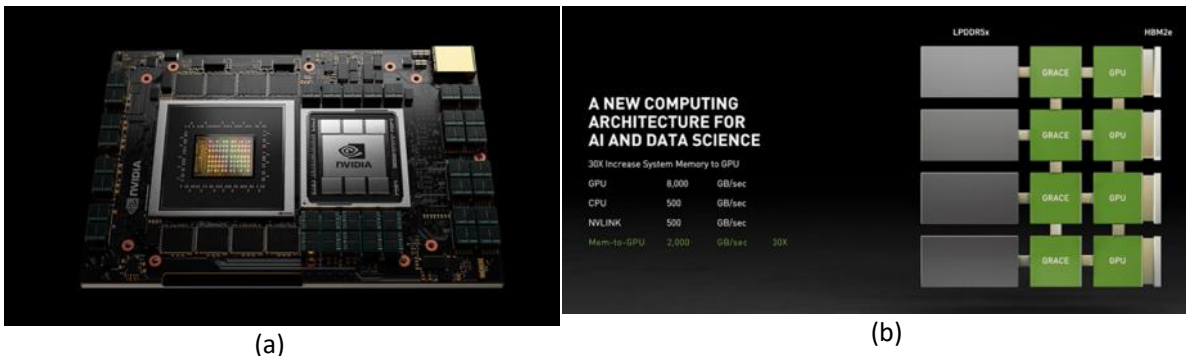 NVIDIA
NVIDIA
(a)
LPDDR5x
HBM2e
A NEW COMPUTING
ARCHITECTURE FOR
AI AND DATA SCIENCE
30X Increase System Memory to GPU
GPU 8,000 GB/sec
CPU 500 GB/sec
NVLINK 500 GB/sec
Mem-to-GPU 2,000 GB/sec 30X
GRACE GPU
GRACE GPU
GRACE GPU
GRACE GPU
(b)